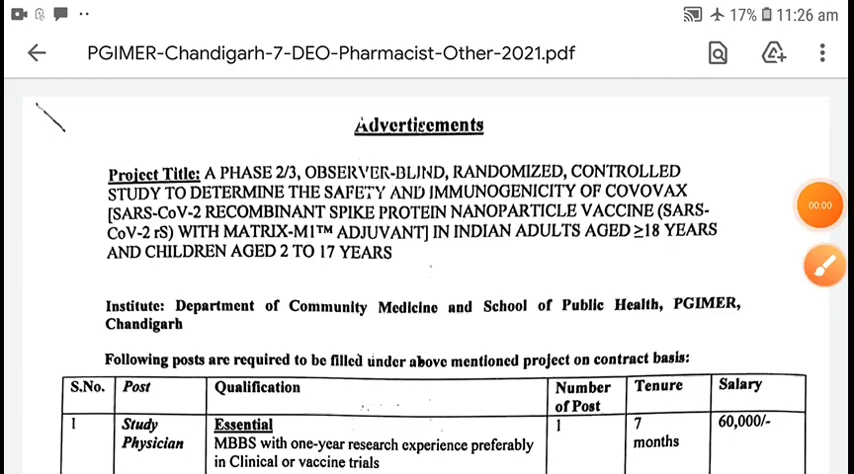 17% 11:26 am
PGIMER-Chandigarh-7-DEO-Pharmacist-Other-2021.pdf
Advertisements
Project Title: A PHASE 2/3, OBSERVER-BLIND, RANDOMIZED, CONTROLLED
STUDY TO DETERMINE THE SAFETY AND IMMUNOGENICITY OF COVOVAX
[SARS-CoV-2 RECOMBINANT SPIKE PROTEIN NANOPARTICLE VACCINE (SARS-
CoV-2 rS) WITH MATRIX-M1™ ADJUVANT] IN INDIAN ADULTS AGED ≥18 YEARS
AND CHILDREN AGED 2 TO 17 YEARS
00:00
Institute: Department of Community Medicine and School of Public Health, PGIMER,
Chandigarh
Following posts are required to be filled under above mentioned project on contract basis:
S.No. Post Qualification Number Tenure Salary
of Post
1 Study Essential 1 7 60,000/-
Physician MBBS with one-year research experience preferably months
in Clinical or vaccine trials